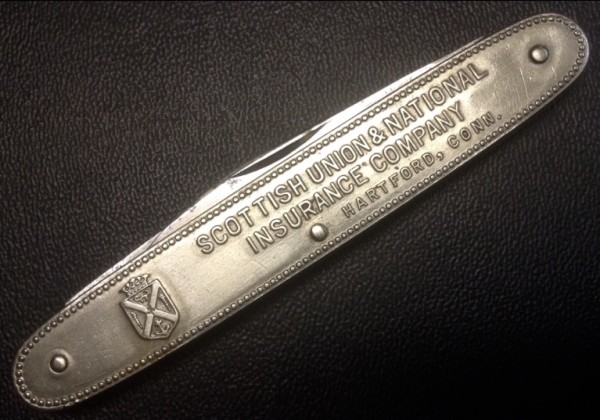 SCOTTISH UNION & NATIONAL
INSURANCE COMPANY
HARTFORD, CONN.